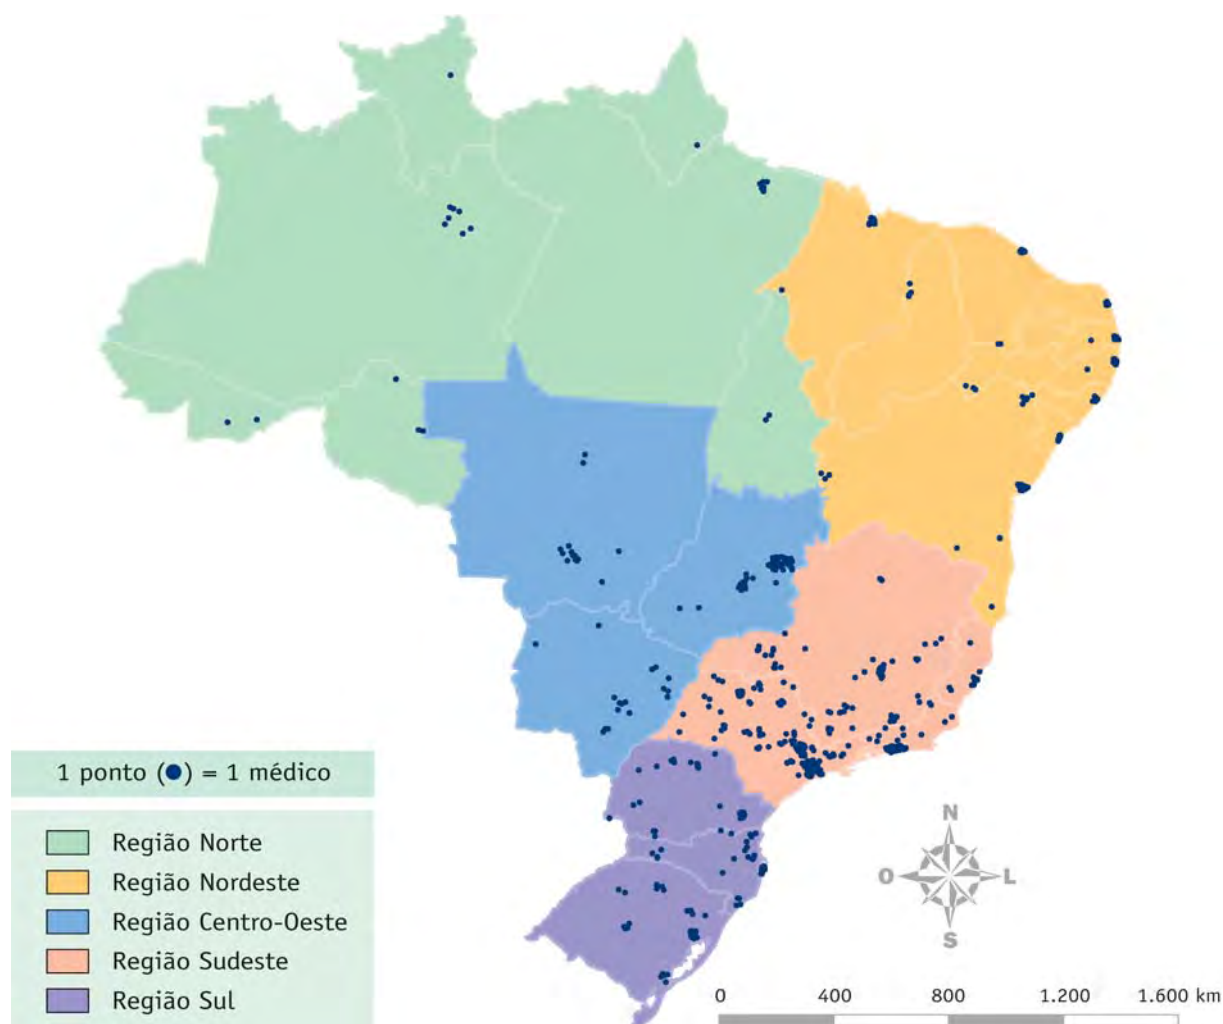 1 ponto (●) = 1 médico
Região Norte
Região Nordeste
Região Centro-Oeste
Região Sudeste
Região Sul
N
O
L
S
0 400 800 1.200 1.600 km